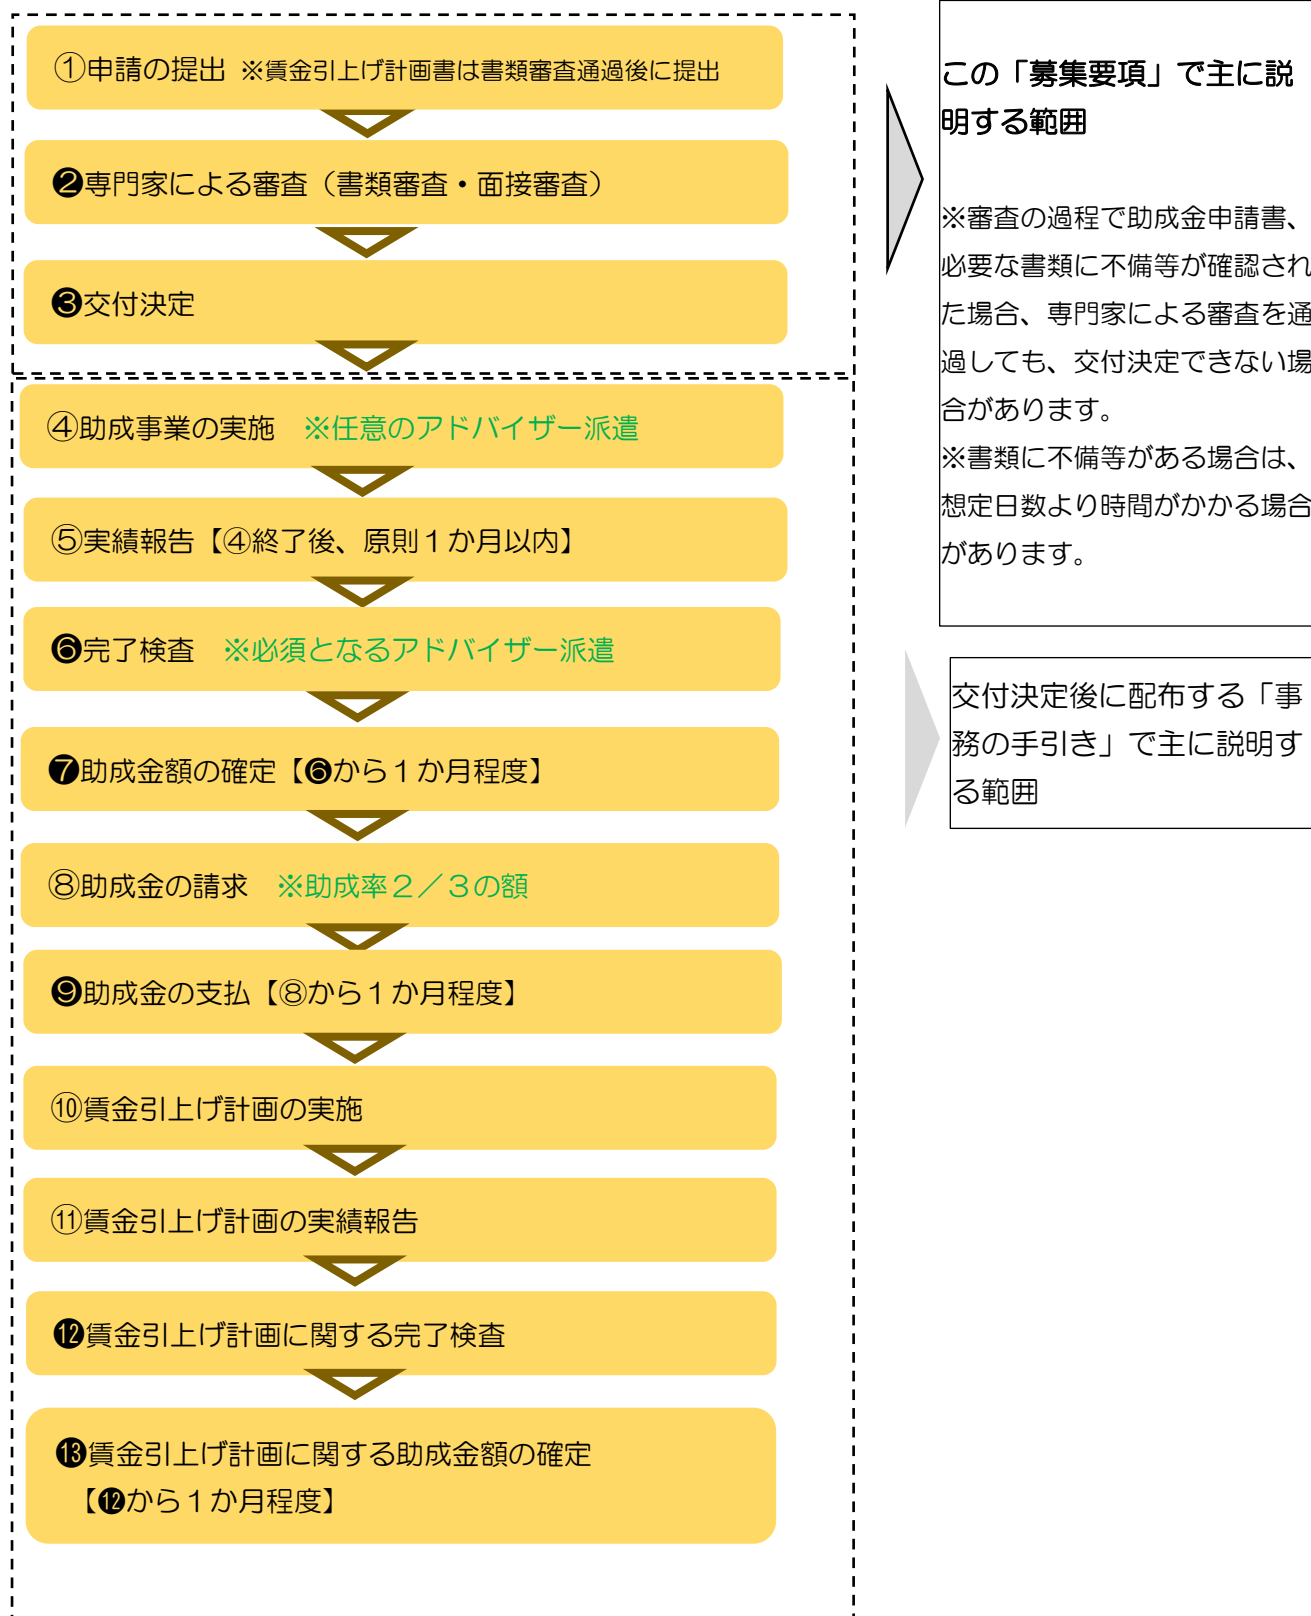 ①申請の提出 ※賃金引上げ計画書は書類審査通過後に提出
❷専門家による審査（書類審査・面接審査）
❸交付決定
④助成事業の実施　※任意のアドバイザー派遣
⑤実績報告【④終了後、原則１か月以内】
❻完了検査　※必須となるアドバイザー派遣
❼助成金額の確定【❻から１か月程度】
⑧助成金の請求　※助成率２／３の額
❾助成金の支払【⑧から１か月程度】
⑩賃金引上げ計画の実施
⑪賃金引上げ計画の実績報告
⓬賃金引上げ計画に関する完了検査
⓭賃金引上げ計画に関する助成金額の確定
【⓬から１か月程度】
この「募集要項」で主に説
明する範囲
※審査の過程で助成金申請書、
必要な書類に不備等が確認され
た場合、専門家による審査を通
過しても、交付決定できない場
合があります。
※書類に不備等がある場合は、
想定日数より時間がかかる場合
があります。
交付決定後に配布する「事
務の手引き」で主に説明す
る範囲